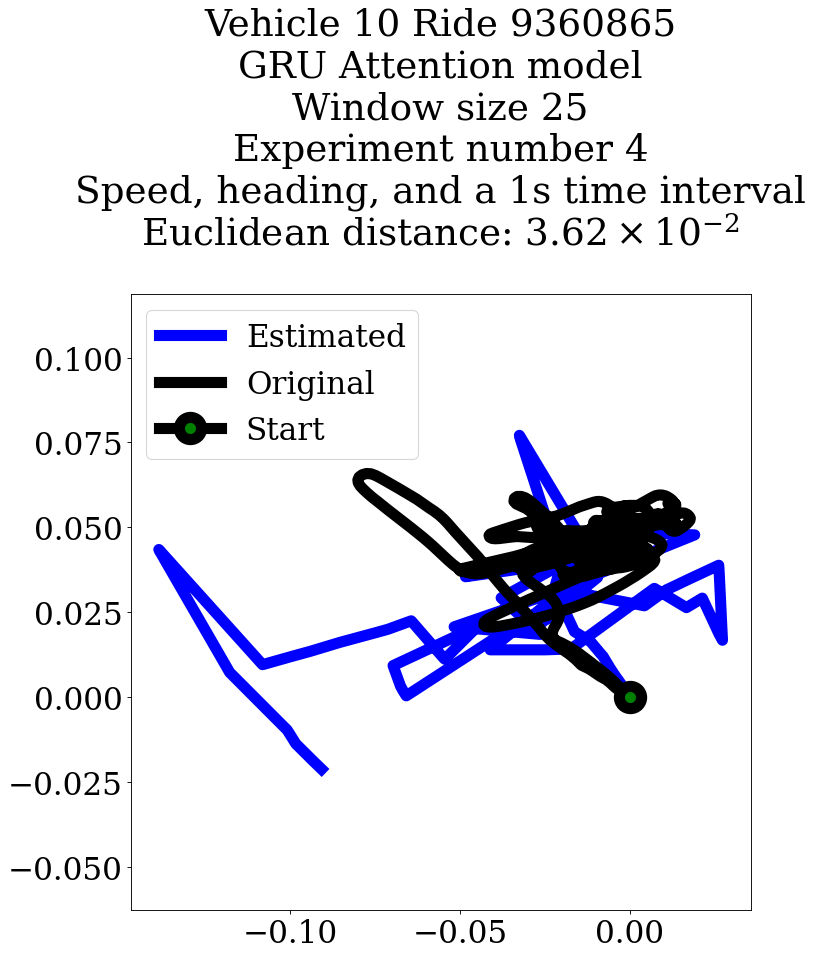 Vehicle 10 Ride 9360865
GRU Attention model
Window size 25
Experiment number 4
Speed, heading, and a 1s time interval
Euclidean distance: 3.62 × 10⁻²
Estimated
Original
Start
0.100
0.075
0.050
0.025
0.000
−0.025
−0.050
−0.10
−0.05
0.00